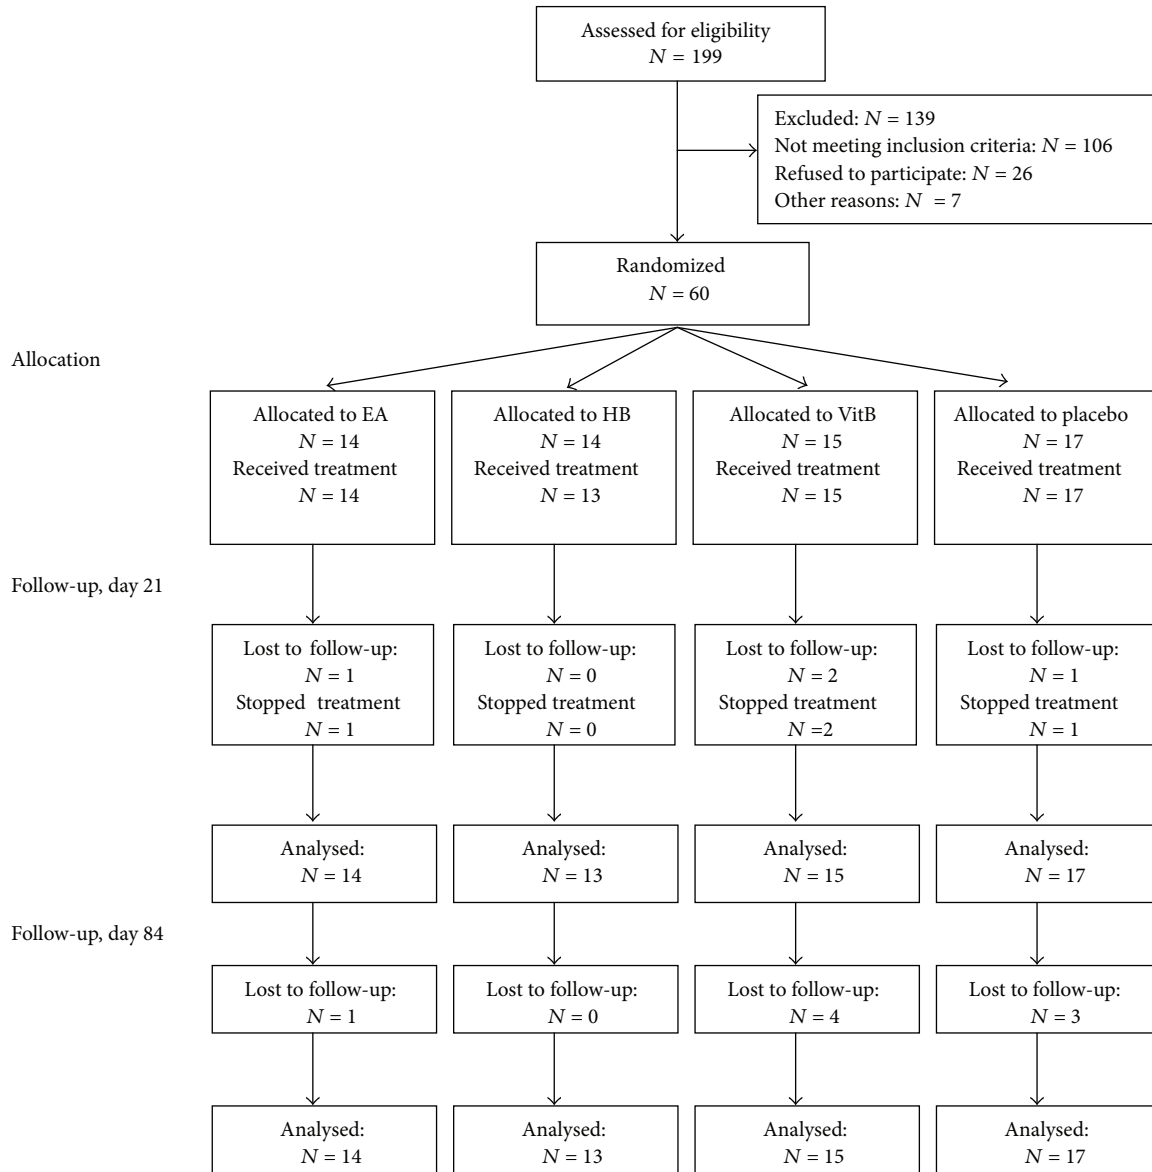 Assessed for eligibility
N = 199
Excluded: N = 139
Not meeting inclusion criteria: N = 106
Refused to participate: N = 26
Other reasons: N = 7
Randomized
N = 60
Allocation
Allocated to EA
N = 14
Received treatment
N = 14
Allocated to HB
N = 14
Received treatment
N = 13
Allocated to VitB
N = 15
Received treatment
N = 15
Allocated to placebo
N = 17
Received treatment
N = 17
Follow-up, day 21
Lost to follow-up:
N = 1
Stopped treatment
N = 1
Lost to follow-up:
N = 0
Stopped treatment
N = 0
Lost to follow-up:
N = 2
Stopped treatment
N =2
Lost to follow-up:
N = 1
Stopped treatment
N = 1
Analysed:
N = 14
Analysed:
N = 13
Analysed:
N = 15
Analysed:
N = 17
Follow-up, day 84
Lost to follow-up:
N = 1
Lost to follow-up:
N = 0
Lost to follow-up:
N = 4
Lost to follow-up:
N = 3
Analysed:
N = 14
Analysed:
N = 13
Analysed:
N = 15
Analysed:
N = 17